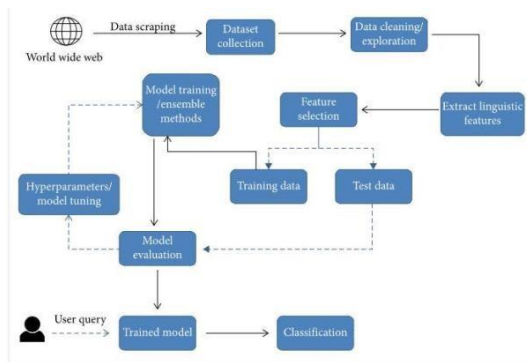 Data scraping
World wide web
Dataset
collection
Data cleaning/
exploration
Model training
/ensemble
methods
Feature
selection
Extract linguistic
features
Hyperparameters/
model tuning
Training data
Test data
Model
evaluation
User query
Trained model
Classification